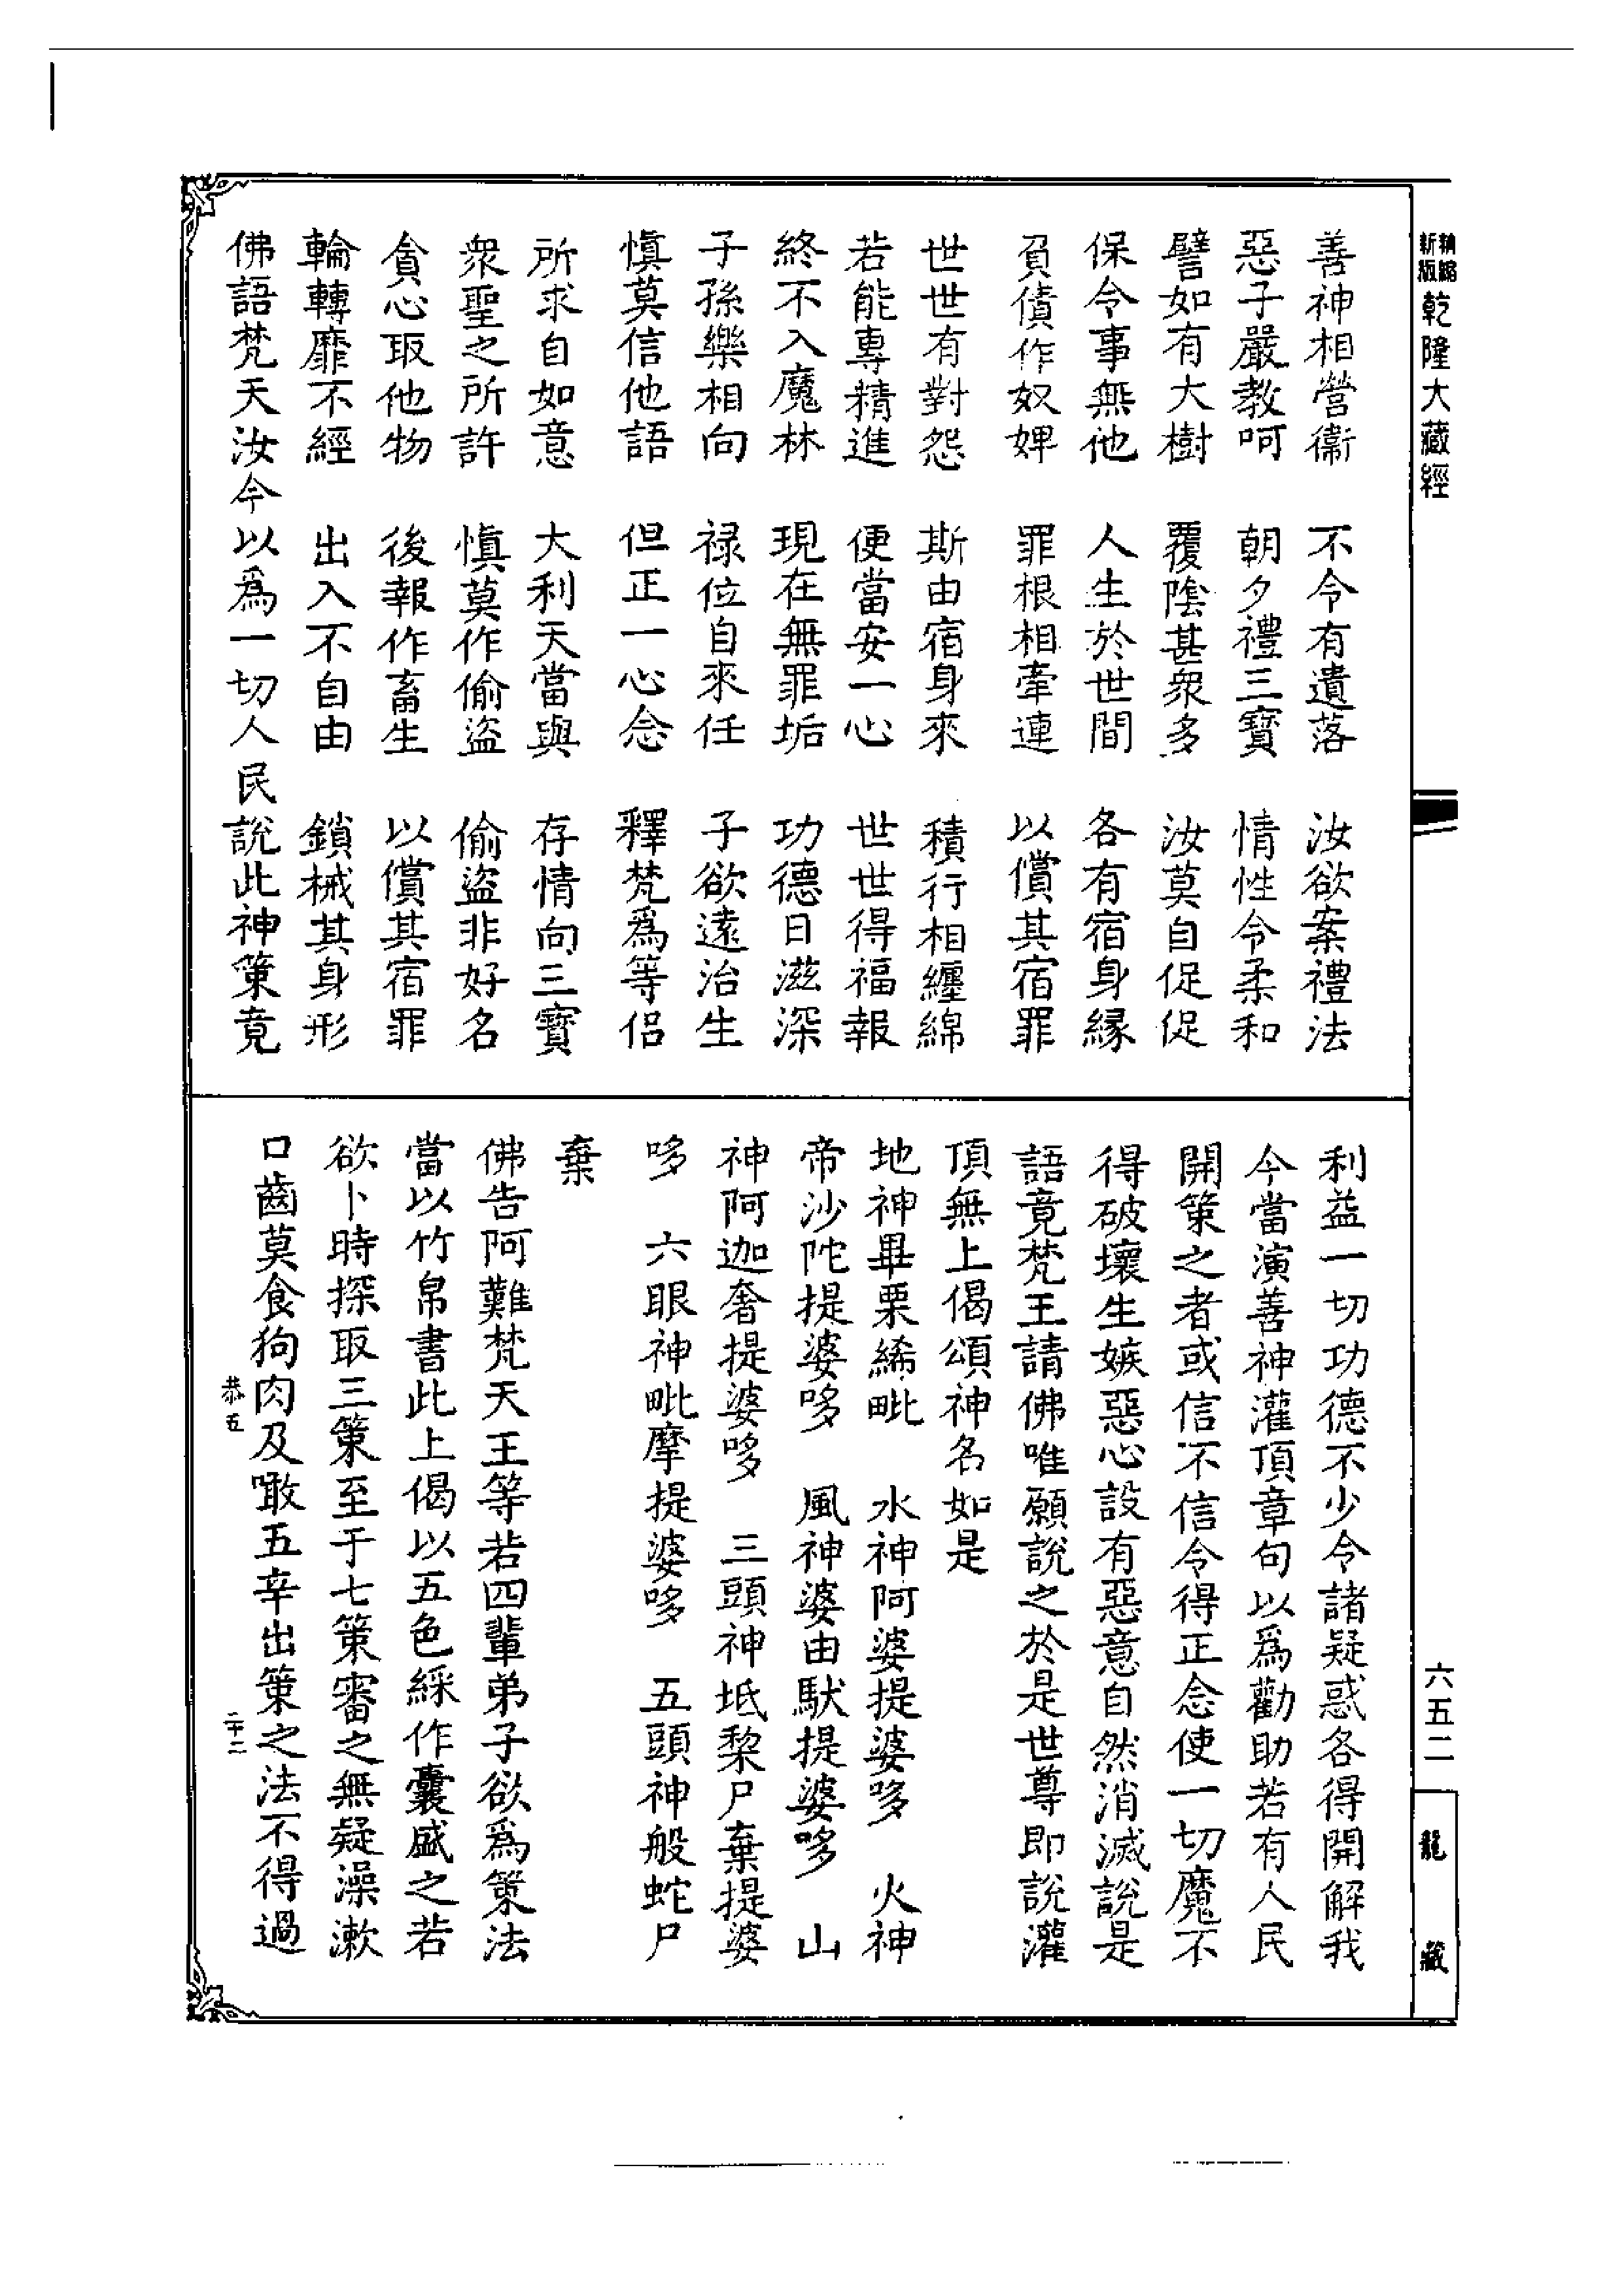 新版 精縮 乾隆大藏經
善神相營衞　不令有遺落　汝欲案禮法
惡子嚴教呵　朝夕禮三寶　情性令柔和
譬如有大樹　覆陰甚衆多　汝莫自促促
保令事無他　人生於世間　各有宿身緣
負債作奴婢　罪根相牽連　以償其宿罪
世世有對怨　斯由宿身來　積行相纏綿
若能專精進　便當安一心　世世得福報
終不入魔林　現在無罪垢　功德日滋深
子孫樂相向　祿位自來任　子欲遠治生
愼莫信他語　但正一心念　釋梵爲等侶
所求自如意　大利天當與　存情向三寶
衆聖之所許　愼莫作偷盜　偷盜非好名
貪心取他物　後報作畜生　以償其宿罪
輪轉靡不經　出入不自由　鎖械其身形
佛語梵天汝今以爲一切人民說此神策竟
利益一切功德不少令諸疑惑各得開解我
今當演善神灌頂章句以爲勸助若有人民
開策之者或信不信令得正念使一切魔不
得破壞生嫉惡心設有惡意自然消滅說是
語竟梵王請佛唯願說之於是世尊即說灌
頂無上偈頌神名如是
地神畢栗絺毗　水神阿婆提婆哆　火神
帝沙陀提婆哆　風神婆由馱提婆哆　山
神阿迦奢提婆哆　三頭神坻黎尸棄提婆
哆　六眼神毗摩提婆哆　五頭神般蛇尸
棄
佛告阿難梵天王等若四輩弟子欲爲策法
當以竹帛書此上偈以五色綵作囊盛之若
欲卜時探取三策至于七策審之無疑澡漱
口齒莫食狗肉及噉五辛出策之法不得過
恭五　二十二
六五二
龍藏